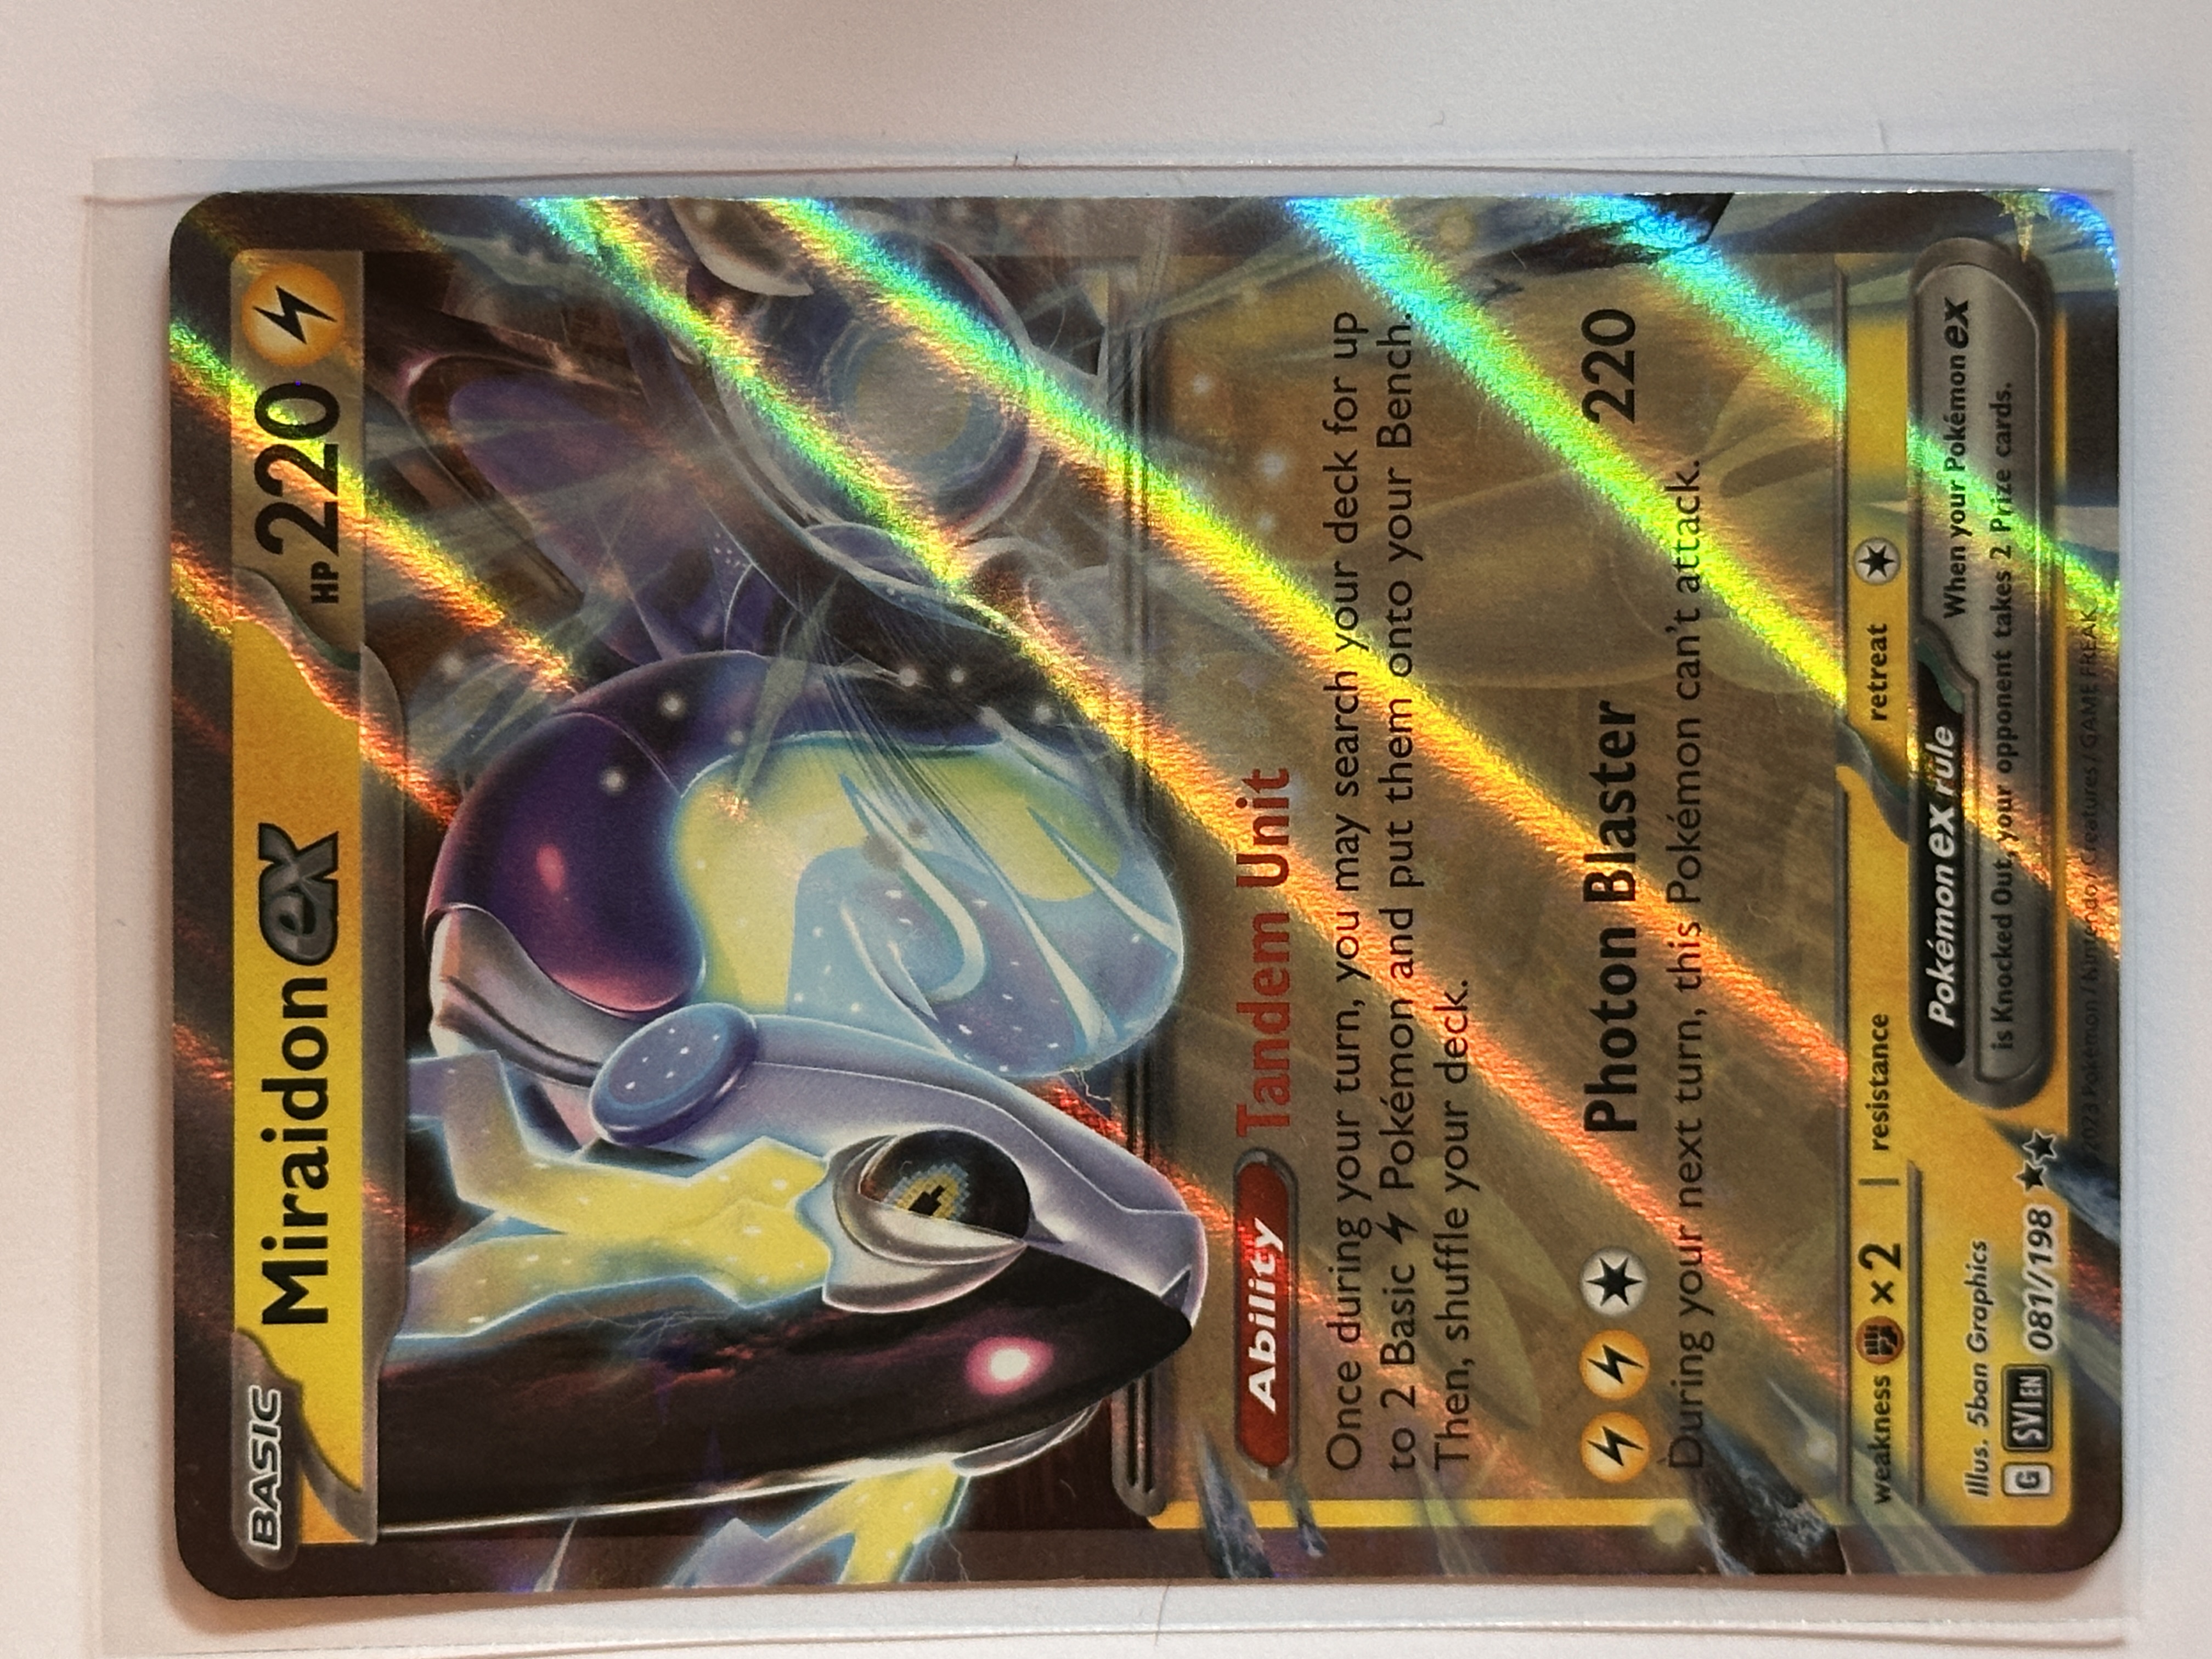 BASIC Miraidon ex HP 220
Ability Tandem Unit
Once during your turn, you may search your deck for up
to 2 Basic Pokémon and put them onto your Bench.
Then, shuffle your deck.
Photon Blaster 220
During your next turn, this Pokémon can't attack.
weakness ×2 resistance retreat
Pokémon ex rule When your Pokémon ex
is Knocked Out, your opponent takes 2 Prize cards.
Illus. 5ban Graphics
G SVI EN 081/198
©2023 Pokémon / Nintendo / Creatures / GAME FREAK